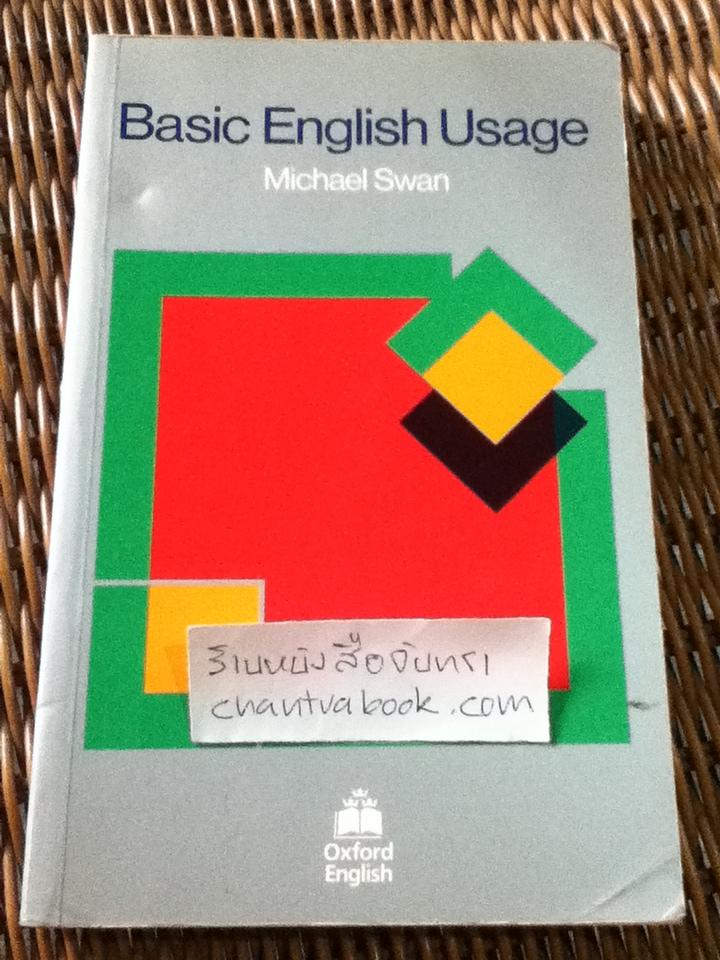 Basic English Usage
Michael Swan
ร้านหนังสือจันทรา
chantrabook.com
Oxford
English